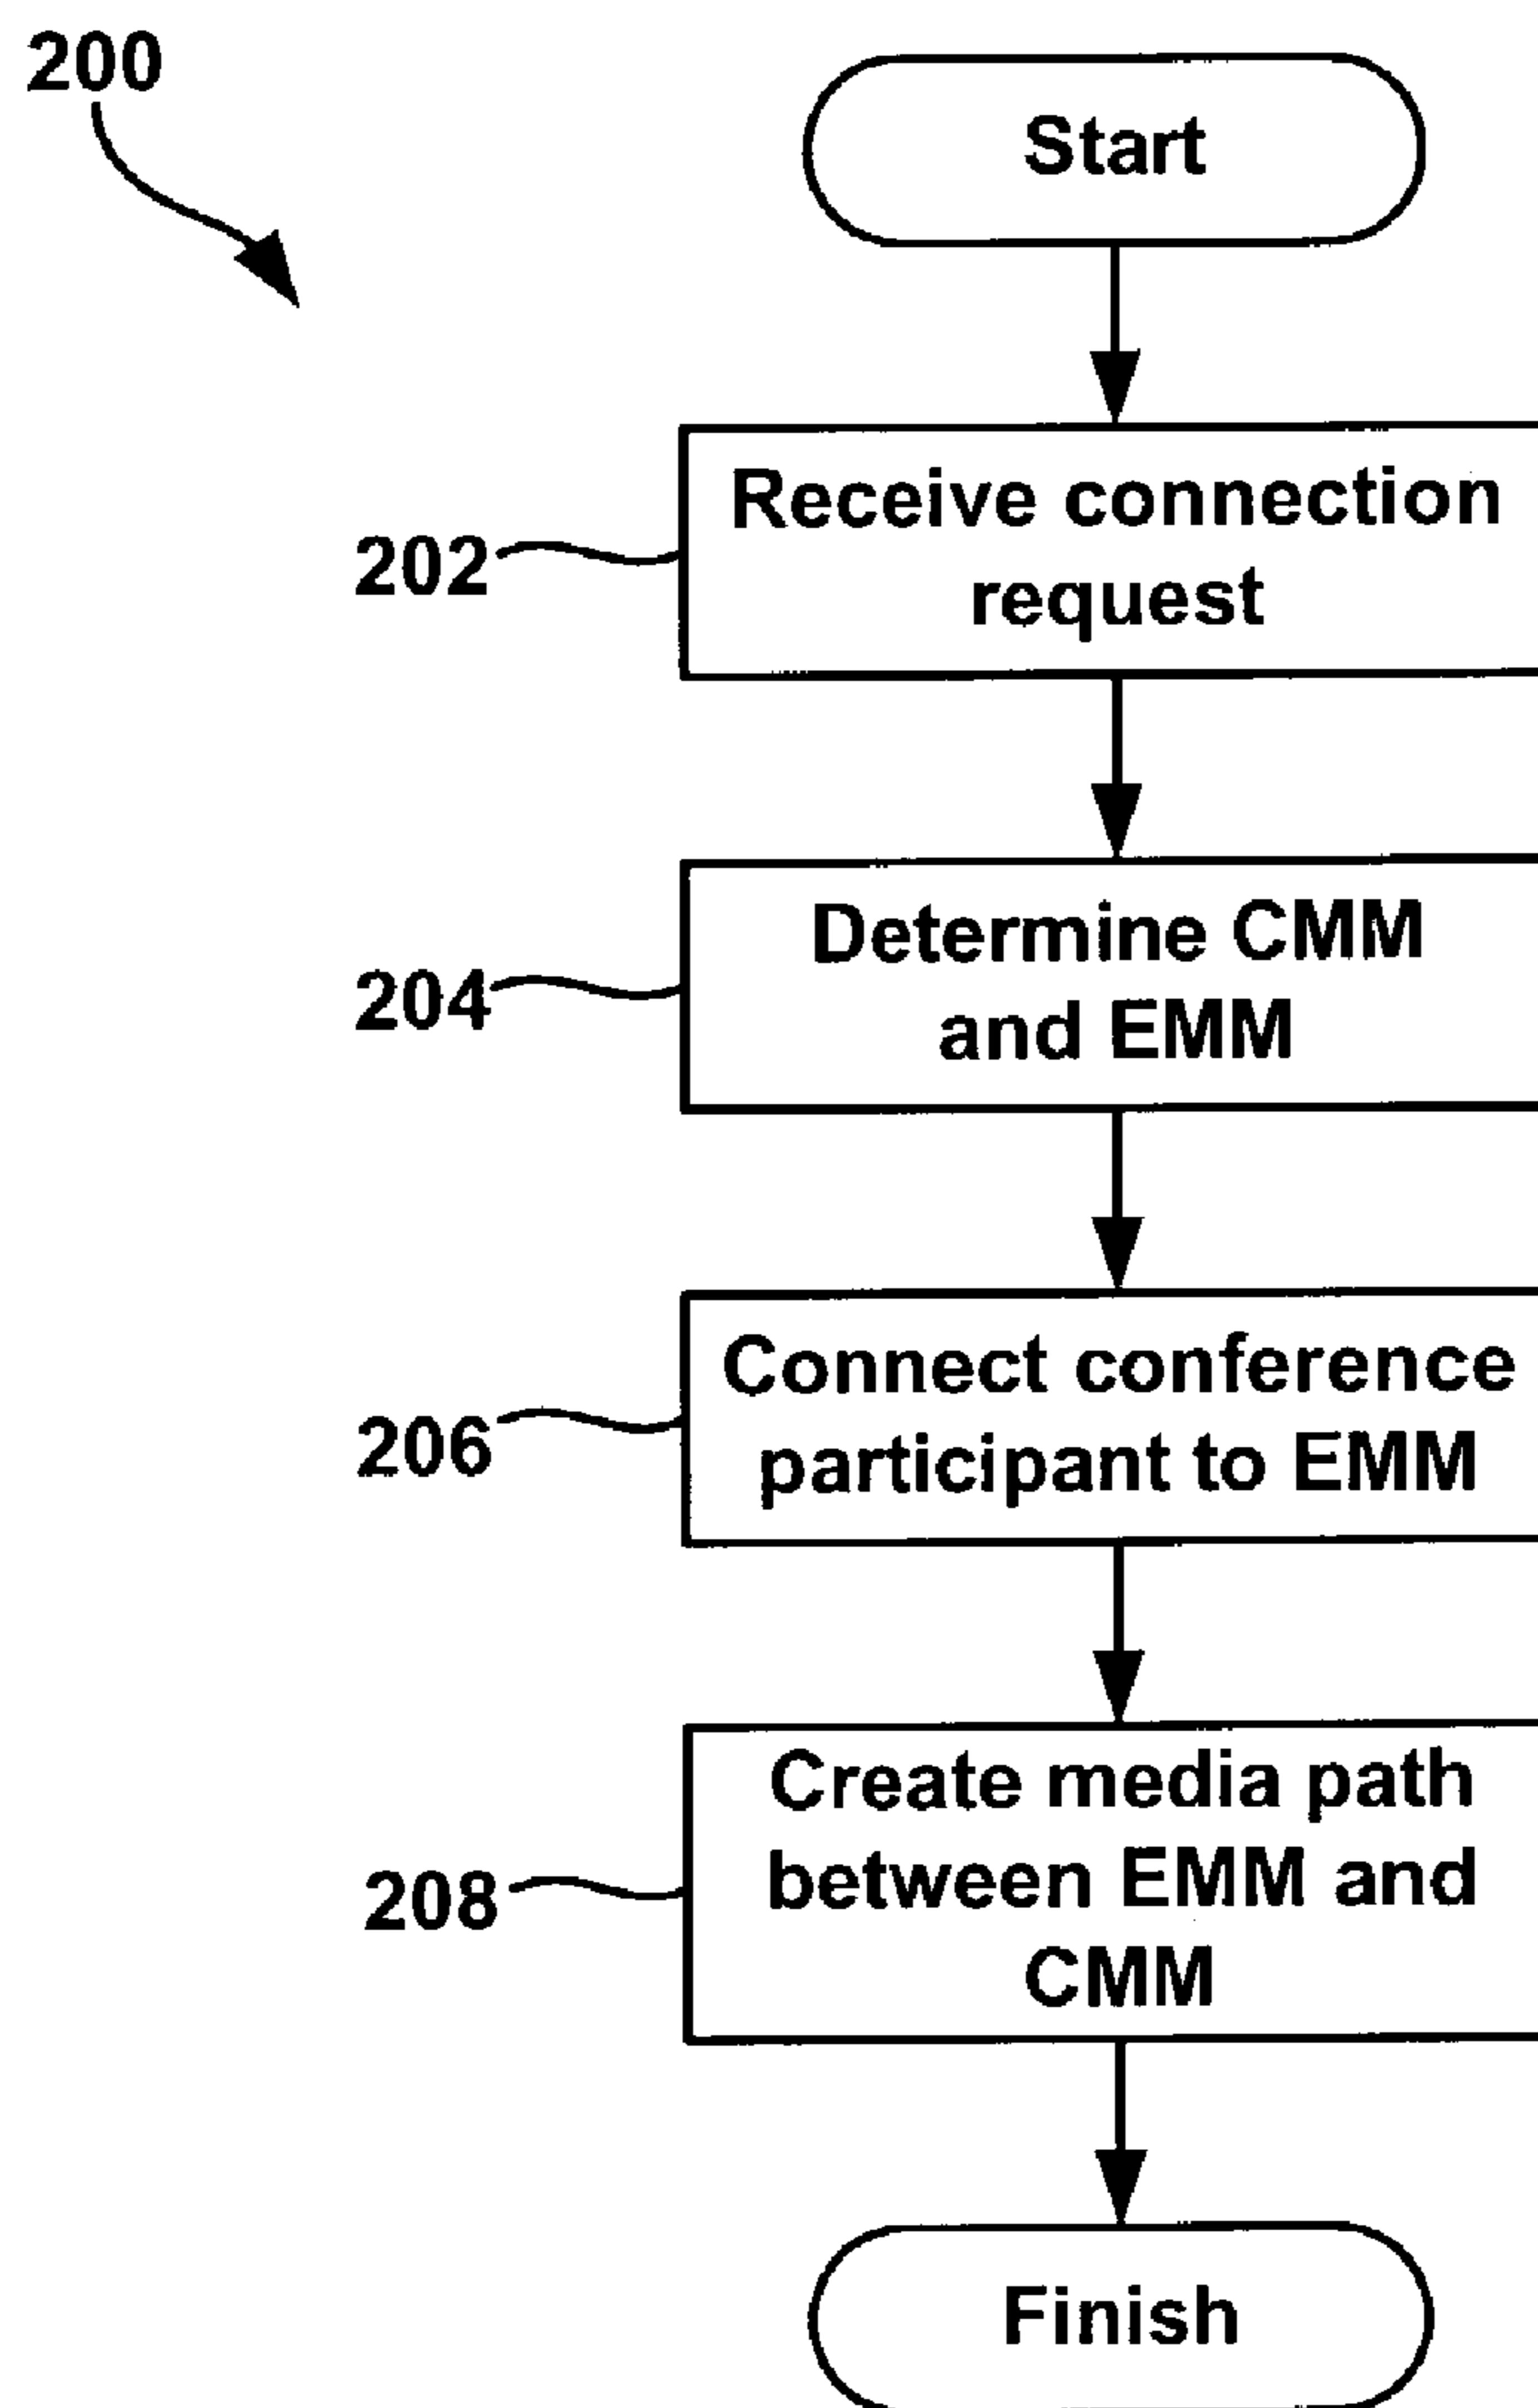 200
Start
202
Receive connection
request
204
Determine CMM
and EMM
206
Connect conference
participant to EMM
208
Create media path
between EMM and
CMM
Finish